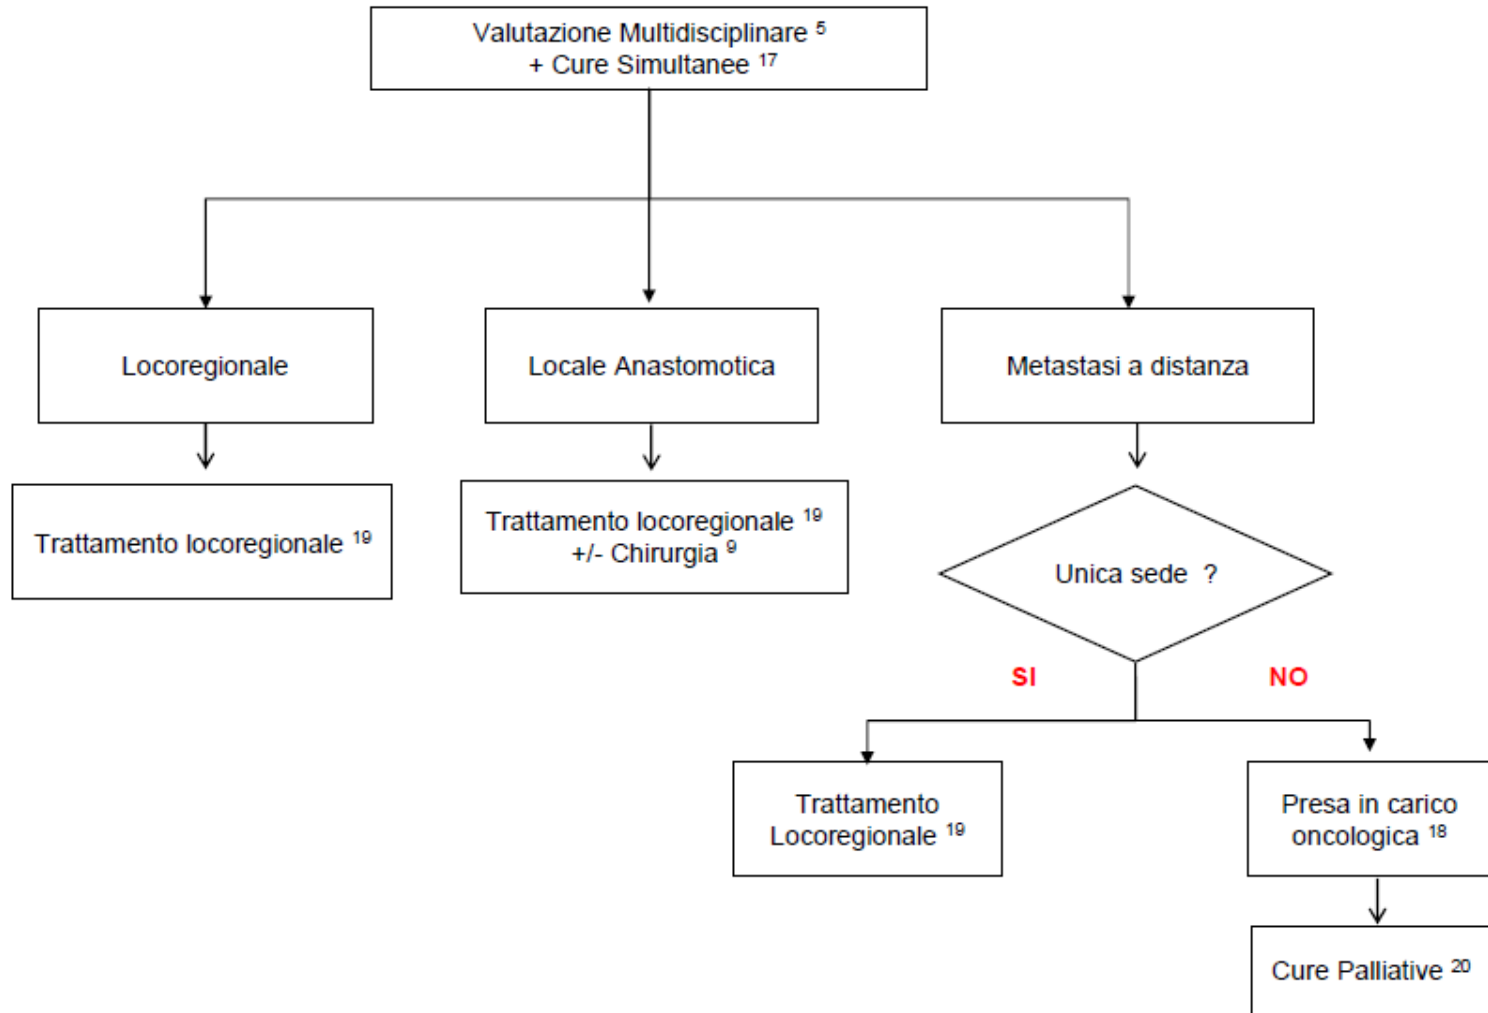 Valutazione Multidisciplinare 5
+ Cure Simultanee 17
Locoregionale
Locale Anastomotica
Metastasi a distanza
Trattamento locoregionale 19
Trattamento locoregionale 19
+/- Chirurgia 9
Unica sede ?
SI
NO
Trattamento
Locoregionale 19
Presa in carico
oncologica 18
Cure Palliative 20